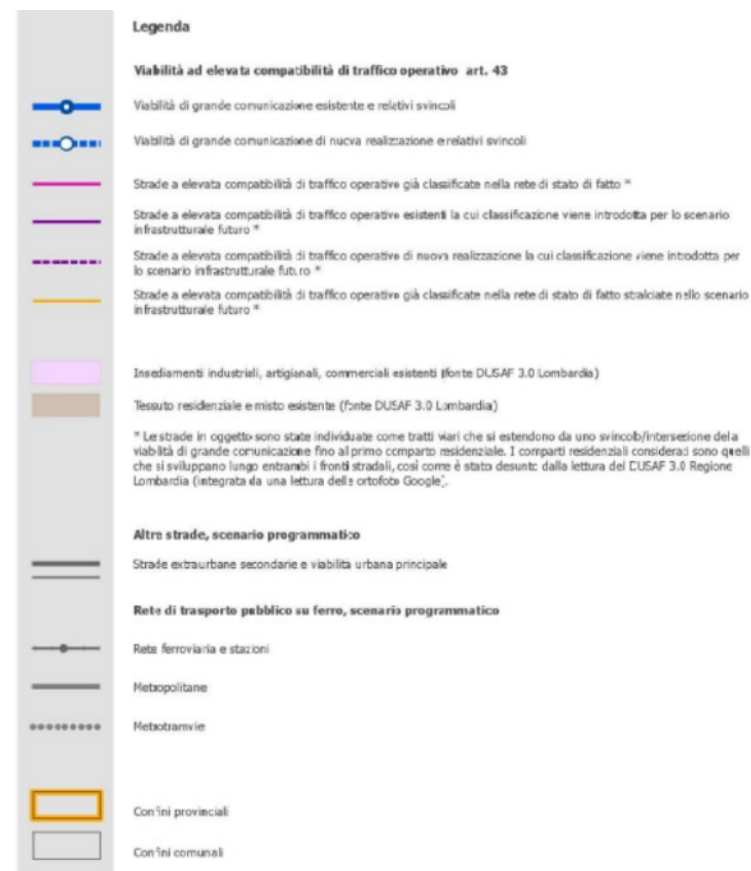 Legenda
Viabilità ad elevata compatibilità di traffico operativo art. 43
Viabilità di grande comunicazione esistente e relativi svincoli
Viabilità di grande comunicazione di nuova realizzazione e relativi svincoli
Strade a elevata compatibilità di traffico operativo già classificate nella rete di stato di fatto *
Strade a elevata compatibilità di traffico operativo esistenti la cui classificazione viene introdotta per lo scenario
infrastrutturale futuro *
Strade a elevata compatibilità di traffico operativo di nuova realizzazione la cui classificazione viene introdotta per
lo scenario infrastrutturale futuro *
Strade a elevata compatibilità di traffico operativo già classificate nella rete di stato di fatto stralciate nello scenario
infrastrutturale futuro *
Insediamenti industriali, artigianali, commerciali esistenti (fonte DUSAF 3.0 Lombardia)
Tessuto residenziale e misto esistente (fonte DUSAF 3.0 Lombardia)
* Le strade in oggetto sono state individuate come tratti viari che si estendono da uno svincolo/intersezione della
viabilità di grande comunicazione fino al primo comparto residenziale. I comparti residenziali considerati sono quelli
che si sviluppano lungo entrambi i fronti stradali, così come è stato desunto dalla lettura del DUSAF 3.0 Regione
Lombardia (integrata da una lettura delle ortofoto Google).
Altre strade, scenario programmatico
Strade extraurbane secondarie e viabilità urbana principale
Rete di trasporto pubblico su ferro, scenario programmatico
Rete ferroviaria e stazioni
Metropolitane
Metrotramvie
Confini provinciali
Confini comunali